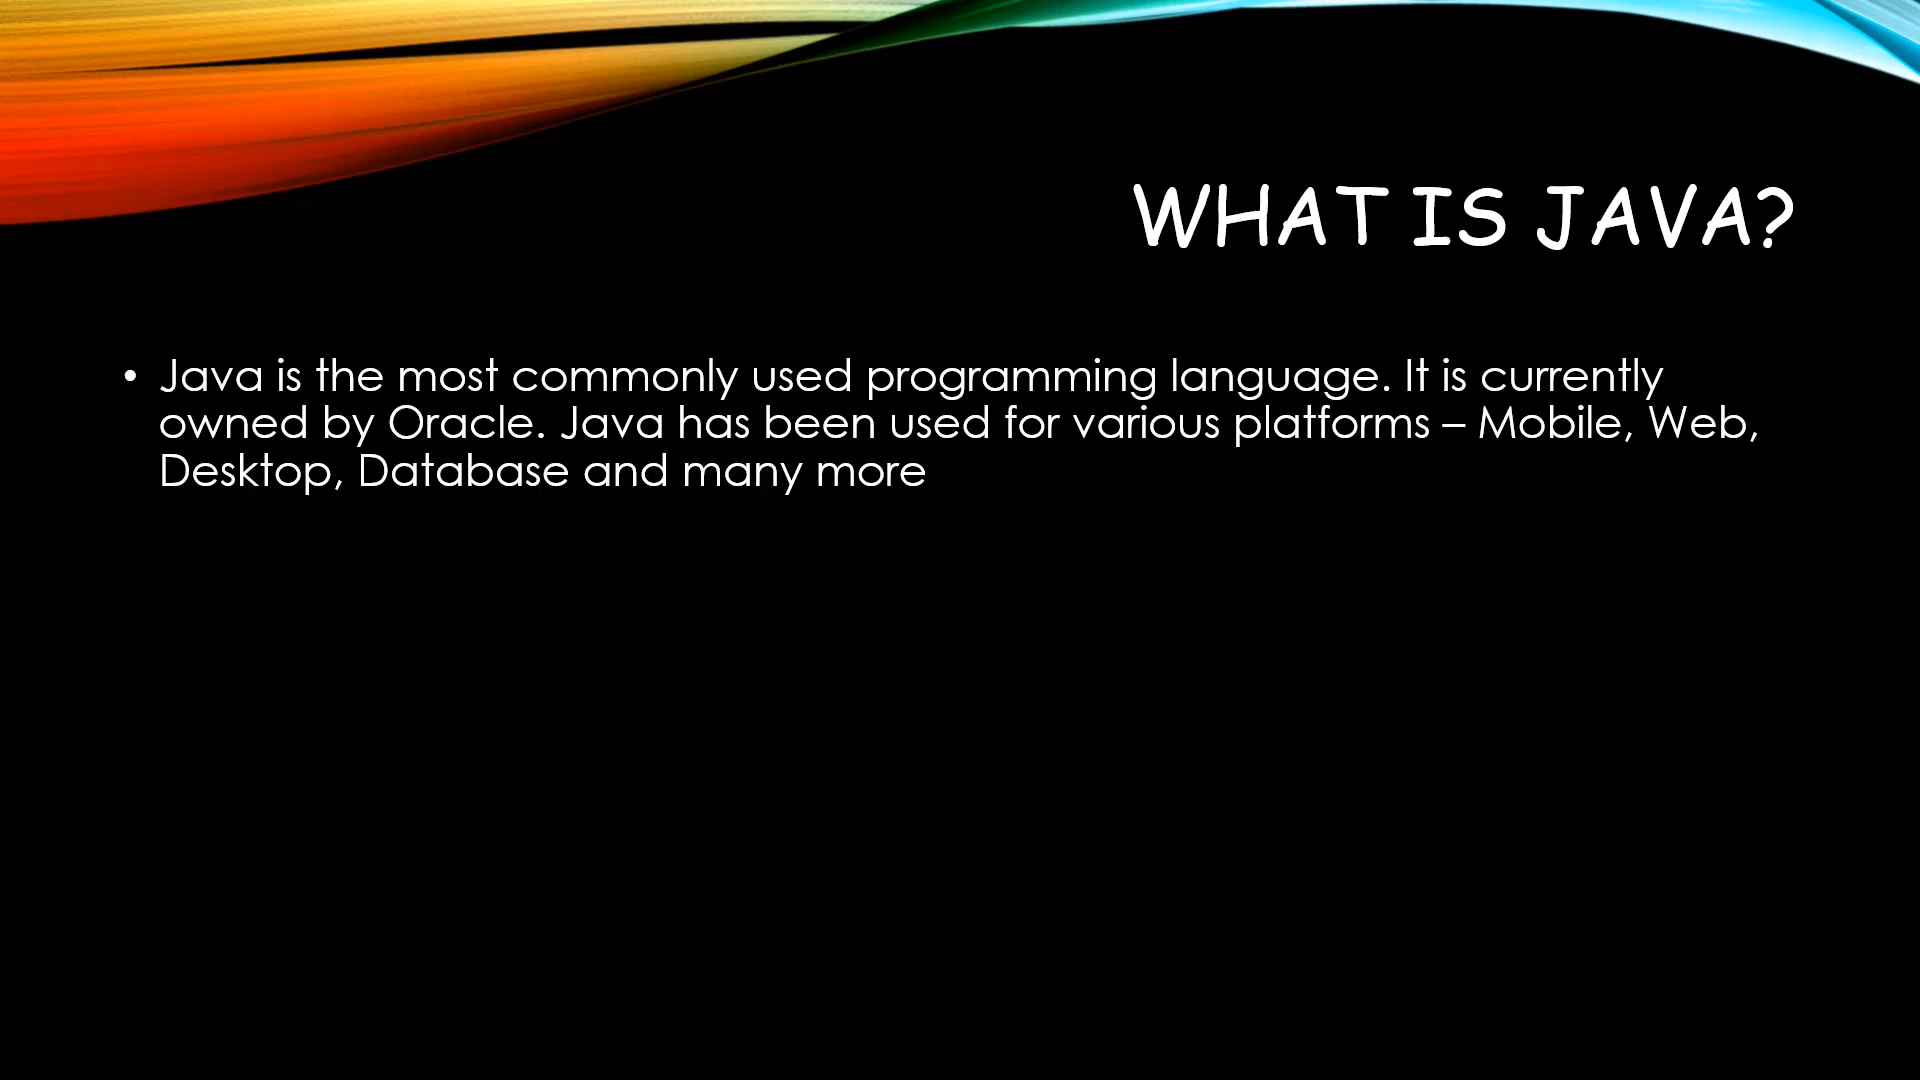 WHAT IS JAVA?
• Java is the most commonly used programming language. It is currently
owned by Oracle. Java has been used for various platforms – Mobile, Web,
Desktop, Database and many more